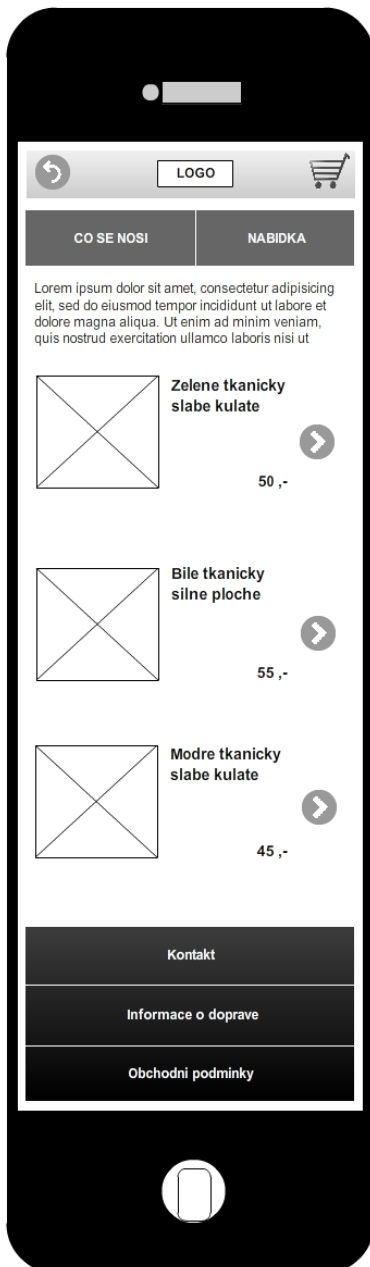 LOGO
CO SE NOSI
NABIDKA
Lorem ipsum dolor sit amet, consectetur adipisicing
elit, sed do eiusmod tempor incididunt ut labore et
dolore magna aliqua. Ut enim ad minim veniam,
quis nostrud exercitation ullamco laboris nisi ut
Zelene tkanicky
slabe kulate
50 ,-
Bile tkanicky
silne ploche
55 ,-
Modre tkanicky
slabe kulate
45 ,-
Kontakt
Informace o doprave
Obchodni podminky